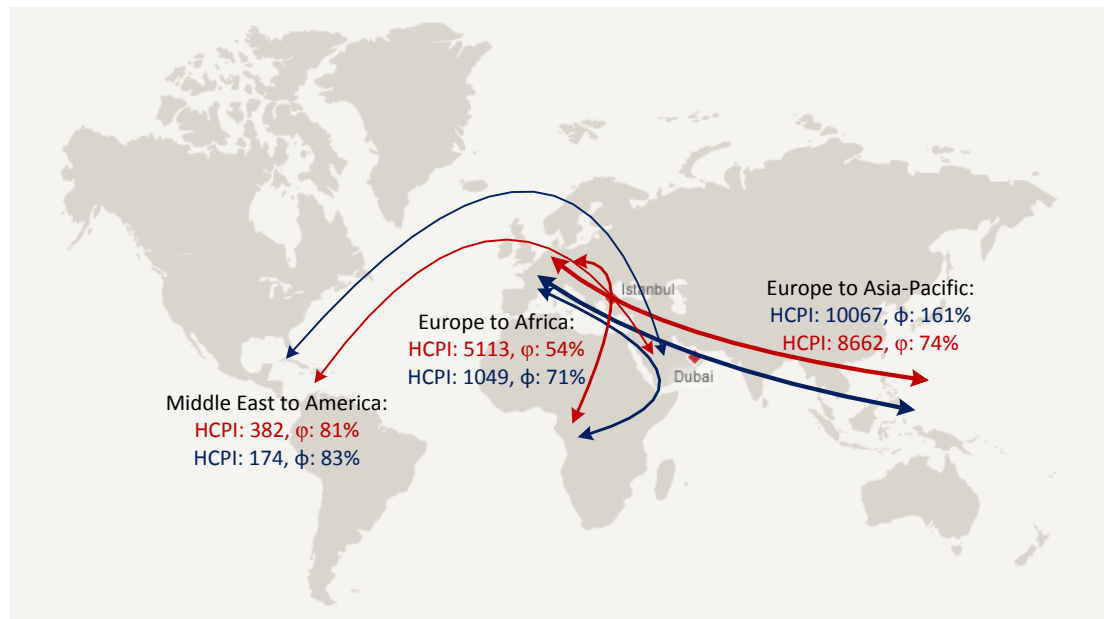 Istanbul
Europe to Asia-Pacific:
HCPI: 10067, ф: 161%
HCPI: 8662, φ: 74%
Europe to Africa:
HCPI: 5113, φ: 54%
HCPI: 1049, ф: 71%
Dubai
Middle East to America:
HCPI: 382, φ: 81%
HCPI: 174, ф: 83%